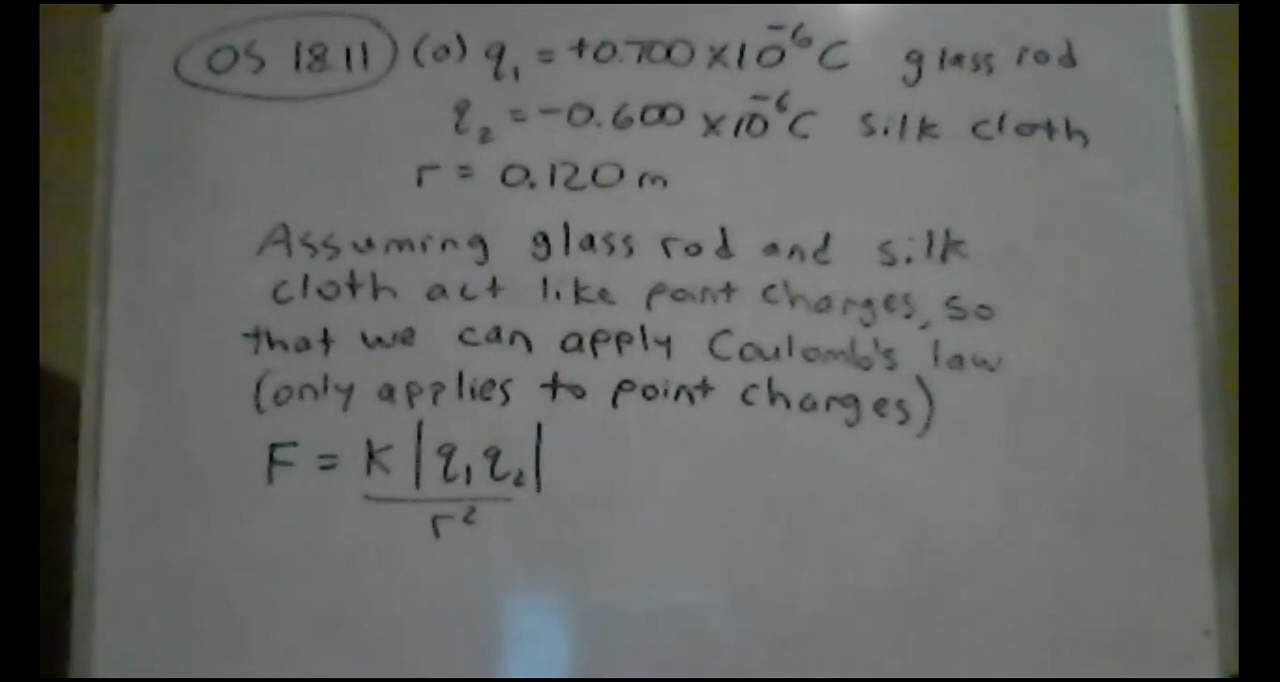 OS 18.11 (a) q₁ = +0.700 × 10⁻⁶ C glass rod
q₂ = -0.600 × 10⁻⁶ C silk cloth
r = 0.120 m
Assuming glass rod and silk
cloth act like point charges, so
that we can apply Coulomb's law
(only applies to point charges)
F = K |q₁q₂|
r²